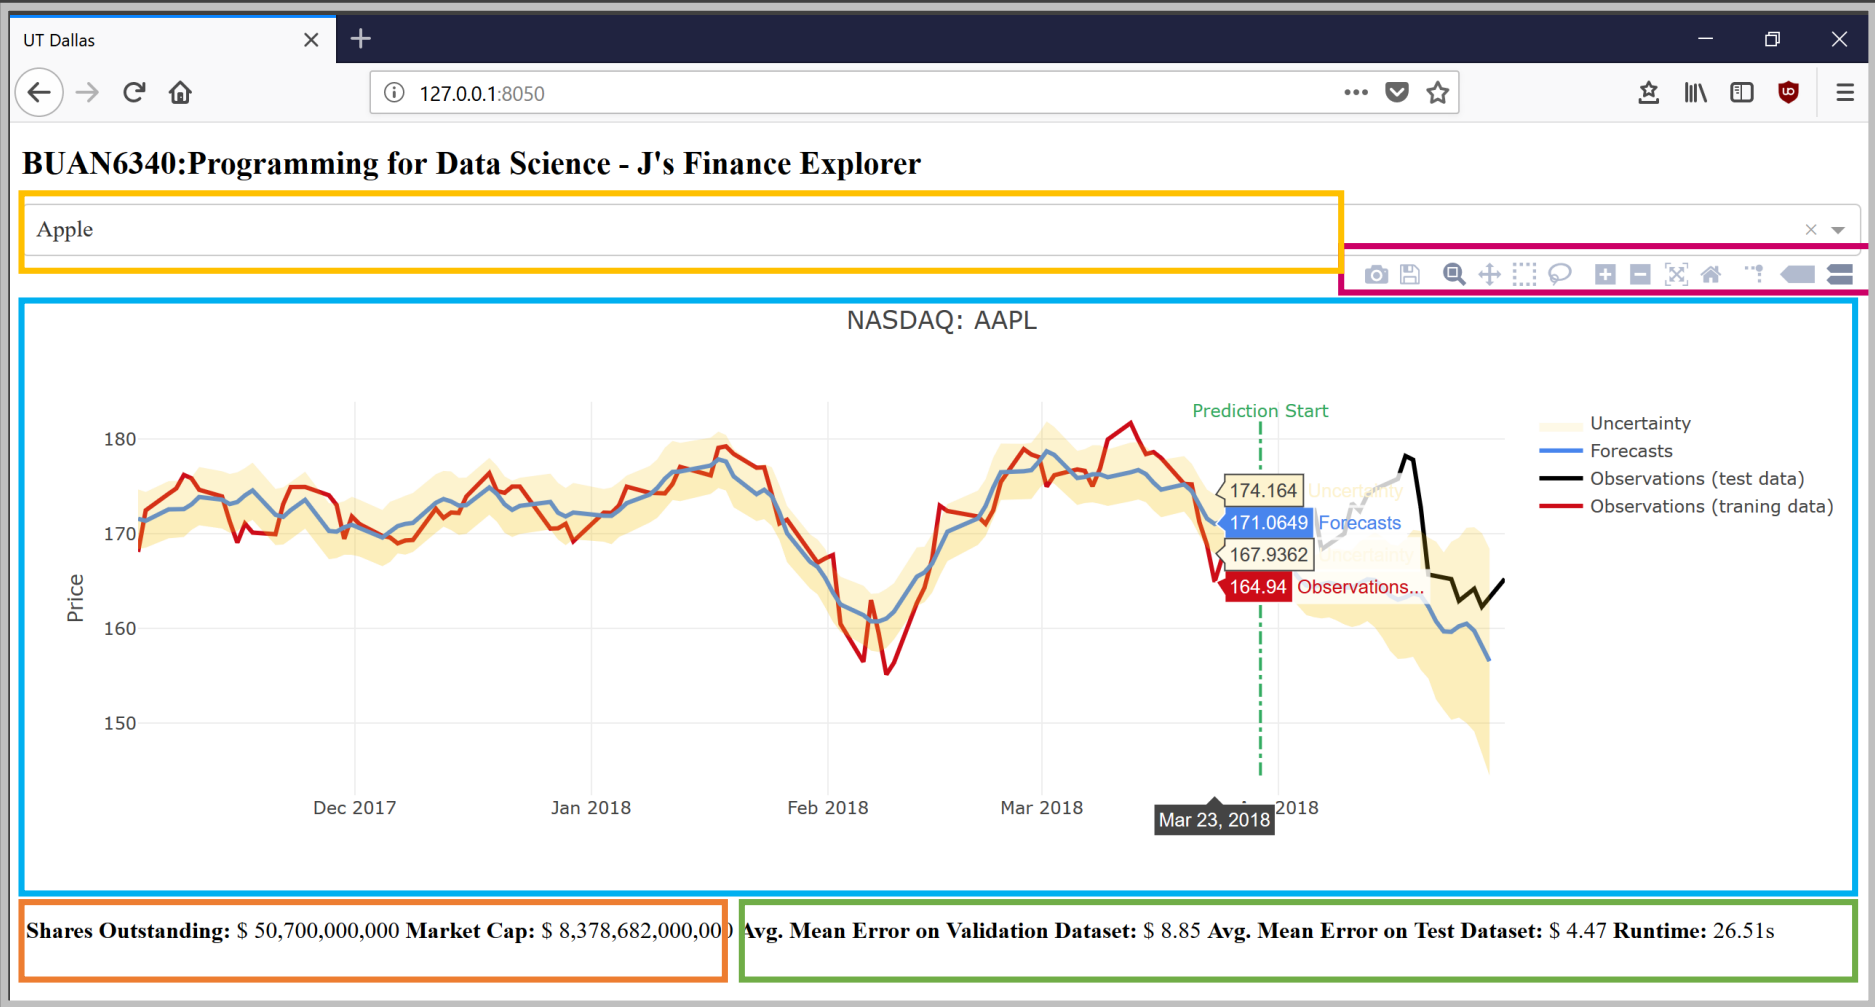 UT Dallas
127.0.0.1:8050
BUAN6340:Programming for Data Science - J's Finance Explorer
Apple
NASDAQ: AAPL
Prediction Start
Uncertainty
Forecasts
Observations (test data)
Observations (traning data)
180
170
160
150
Price
174.164 Uncertainty
171.0649 Forecasts
167.9362 Uncertainty
164.94 Observations...
Dec 2017
Jan 2018
Feb 2018
Mar 2018
2018
Mar 23, 2018
Shares Outstanding: $ 50,700,000,000 Market Cap: $ 8,378,682,000,000 Avg. Mean Error on Validation Dataset: $ 8.85 Avg. Mean Error on Test Dataset: $ 4.47 Runtime: 26.51s